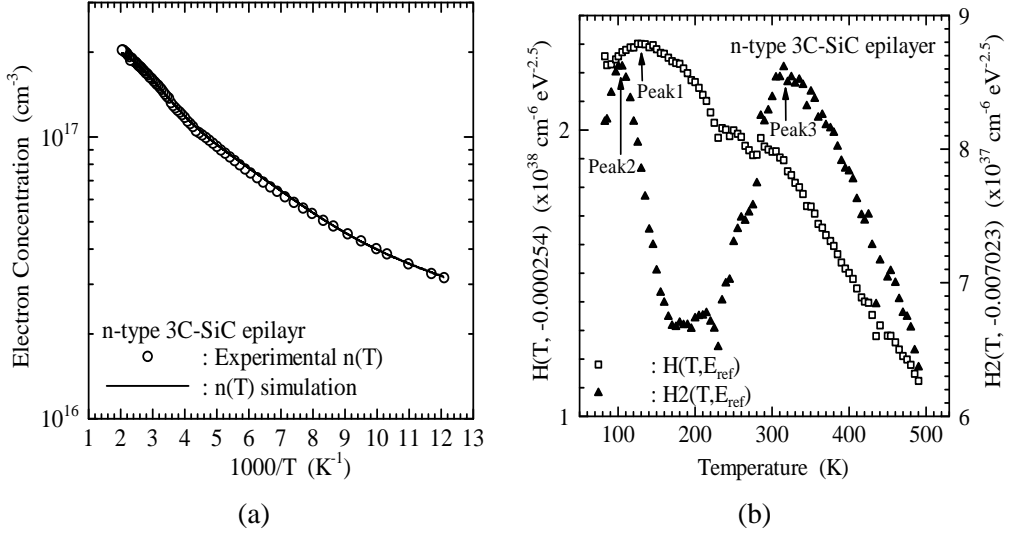 (a)
Electron Concentration (cm⁻³)
10¹⁷
10¹⁶
n-type 3C-SiC epilayr
: Experimental n(T)
: n(T) simulation
1 2 3 4 5 6 7 8 9 10 11 12 13
1000/T (K⁻¹)
(a)
(b)
n-type 3C-SiC epilayer
H(T, -0.000254) (x10³⁸ cm⁻⁶ eV⁻²·⁵)
2
1
Peak1
Peak2
Peak3
: H(T,E_ref)
: H2(T,E_ref)
9
8
7
6
H2(T, -0.007023) (x10³⁷ cm⁻⁶ eV⁻²·⁵)
100 200 300 400 500
Temperature (K)
(b)